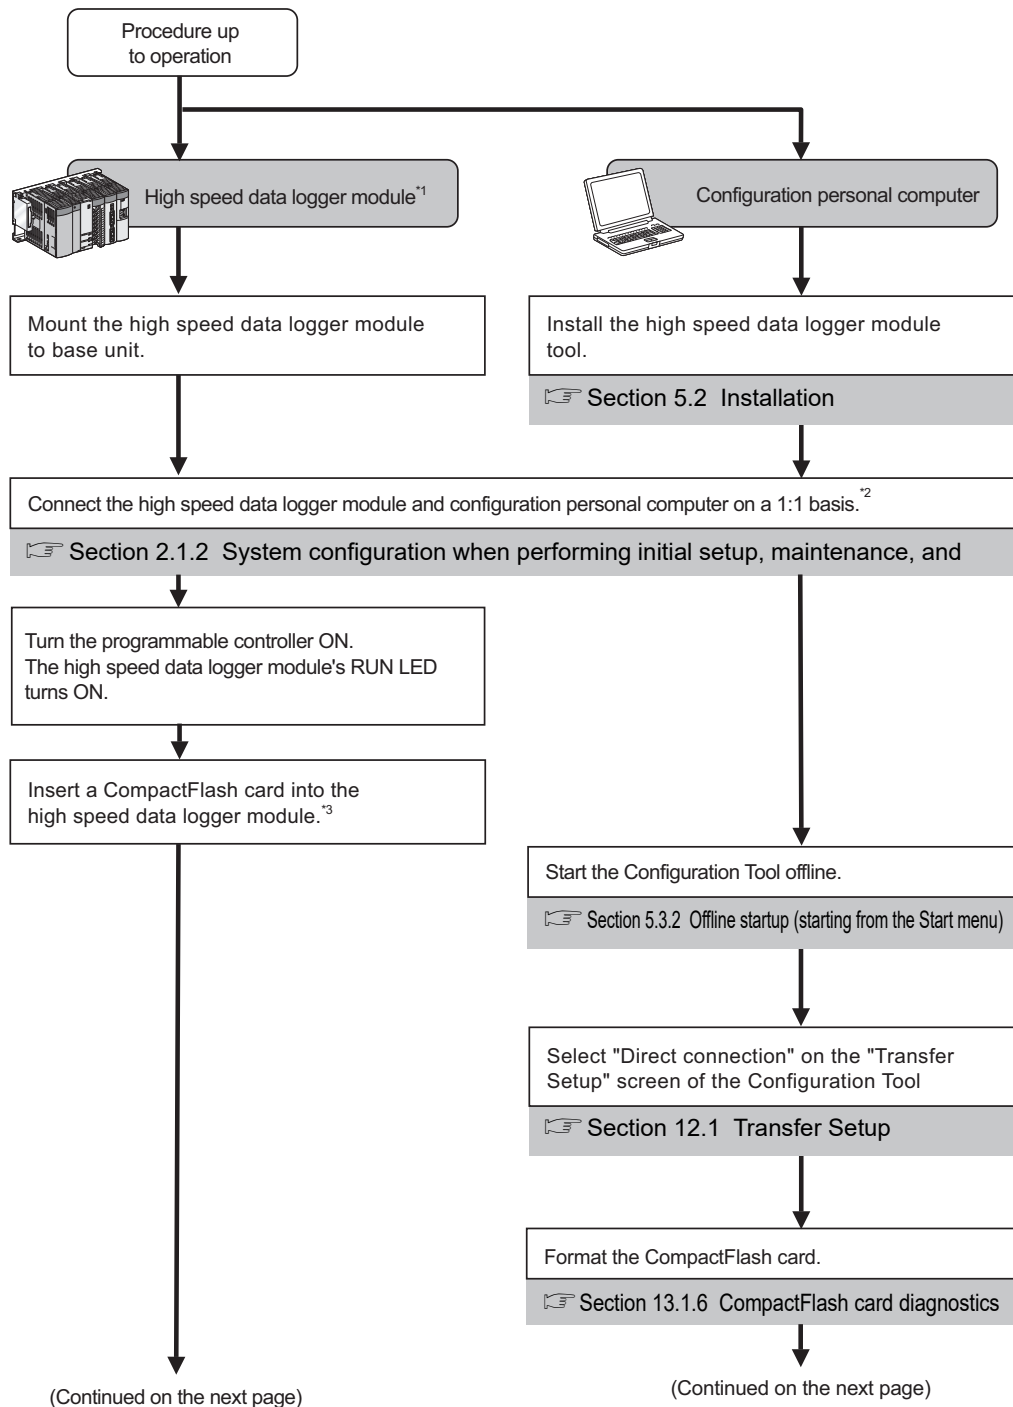 Procedure up
to operation
High speed data logger module*1
Configuration personal computer
Mount the high speed data logger module
to base unit.
Install the high speed data logger module
tool.
Section 5.2 Installation
Connect the high speed data logger module and configuration personal computer on a 1:1 basis.*2
Section 2.1.2 System configuration when performing initial setup, maintenance, and
Turn the programmable controller ON.
The high speed data logger module's RUN LED
turns ON.
Insert a CompactFlash card into the
high speed data logger module.*3
Start the Configuration Tool offline.
Section 5.3.2 Offline startup (starting from the Start menu)
Select "Direct connection" on the "Transfer
Setup" screen of the Configuration Tool
Section 12.1 Transfer Setup
Format the CompactFlash card.
Section 13.1.6 CompactFlash card diagnostics
(Continued on the next page)
(Continued on the next page)